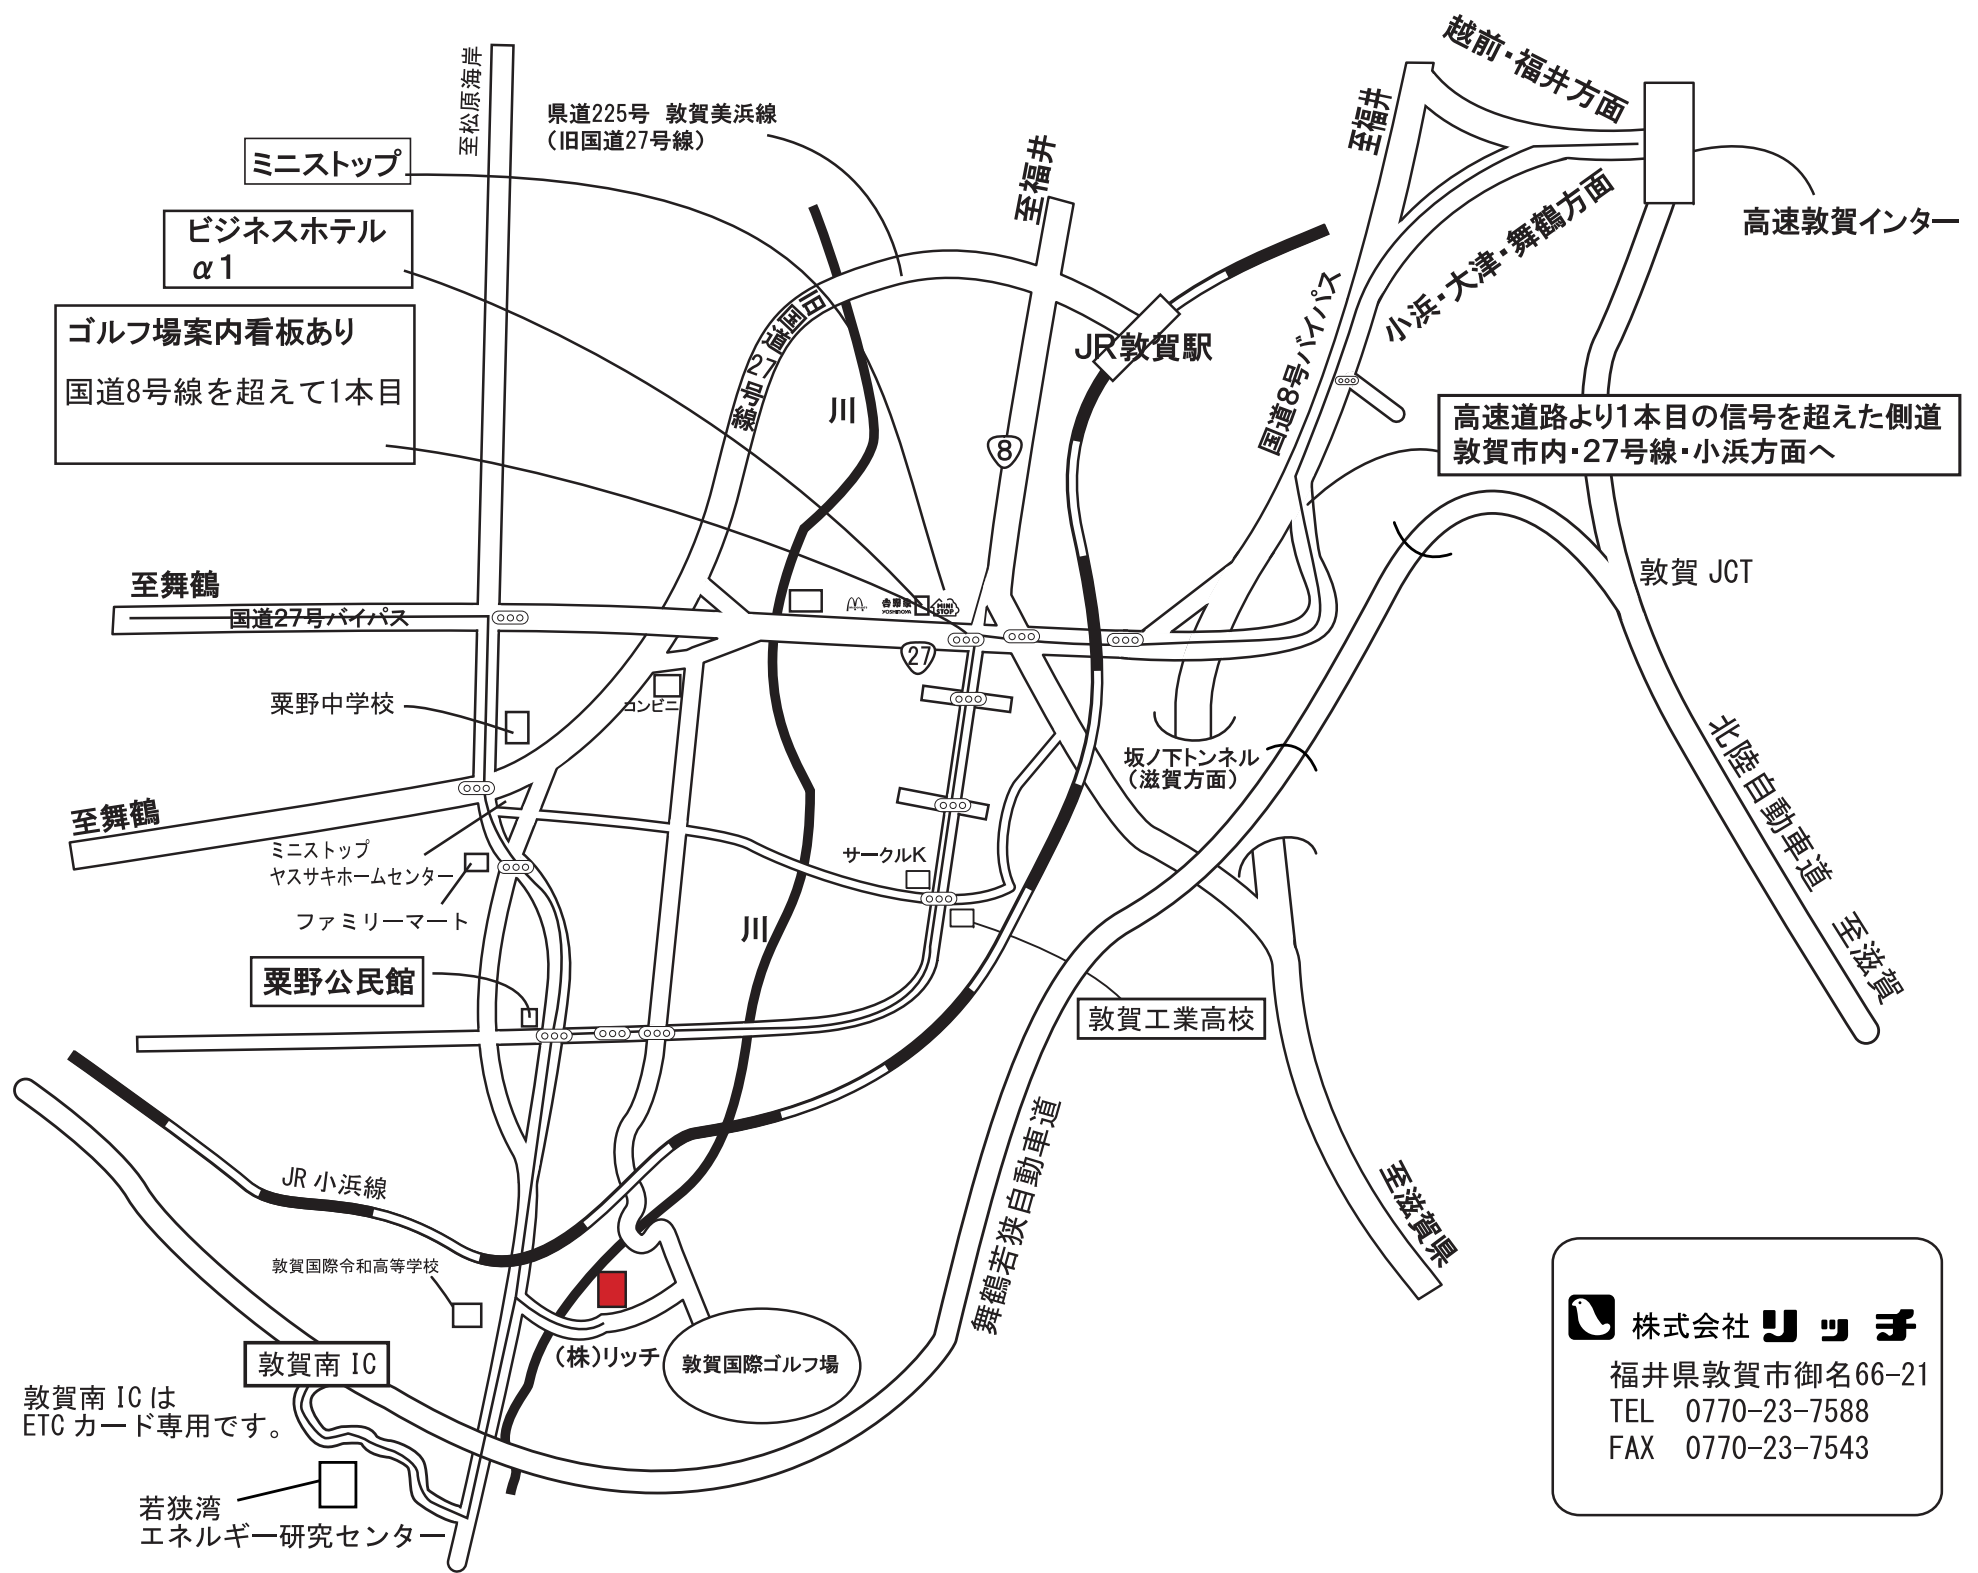 至松原海岸
県道225号 敦賀美浜線
(旧国道27号線)
ミニストップ
ビジネスホテル
α1
ゴルフ場案内看板あり
国道8号線を超えて1本目
至福井
至福井
越前・福井方面
高速敦賀インター
小浜・大津・舞鶴方面
旧国道27号線
川
JR敦賀駅
国道8号バイパス
8
高速道路より1本目の信号を超えた側道
敦賀市内・27号線・小浜方面へ
敦賀 JCT
至舞鶴
国道27号バイパス
吉野家
YOSHINOYA
MINI
STOP
27
コンビニ
粟野中学校
坂ノ下トンネル
(滋賀方面)
北陸自動車道 至滋賀
至舞鶴
ミニストップ
ヤスサキホームセンター
ファミリーマート
サークルK
川
粟野公民館
敦賀工業高校
JR 小浜線
舞鶴若狭自動車道
至滋賀県
敦賀国際令和高等学校
敦賀南 IC
(株)リッチ
敦賀国際ゴルフ場
敦賀南 IC は
ETC カード専用です。
若狭湾
エネルギー研究センター
株式会社 リッチ
福井県敦賀市御名66-21
TEL 0770-23-7588
FAX 0770-23-7543